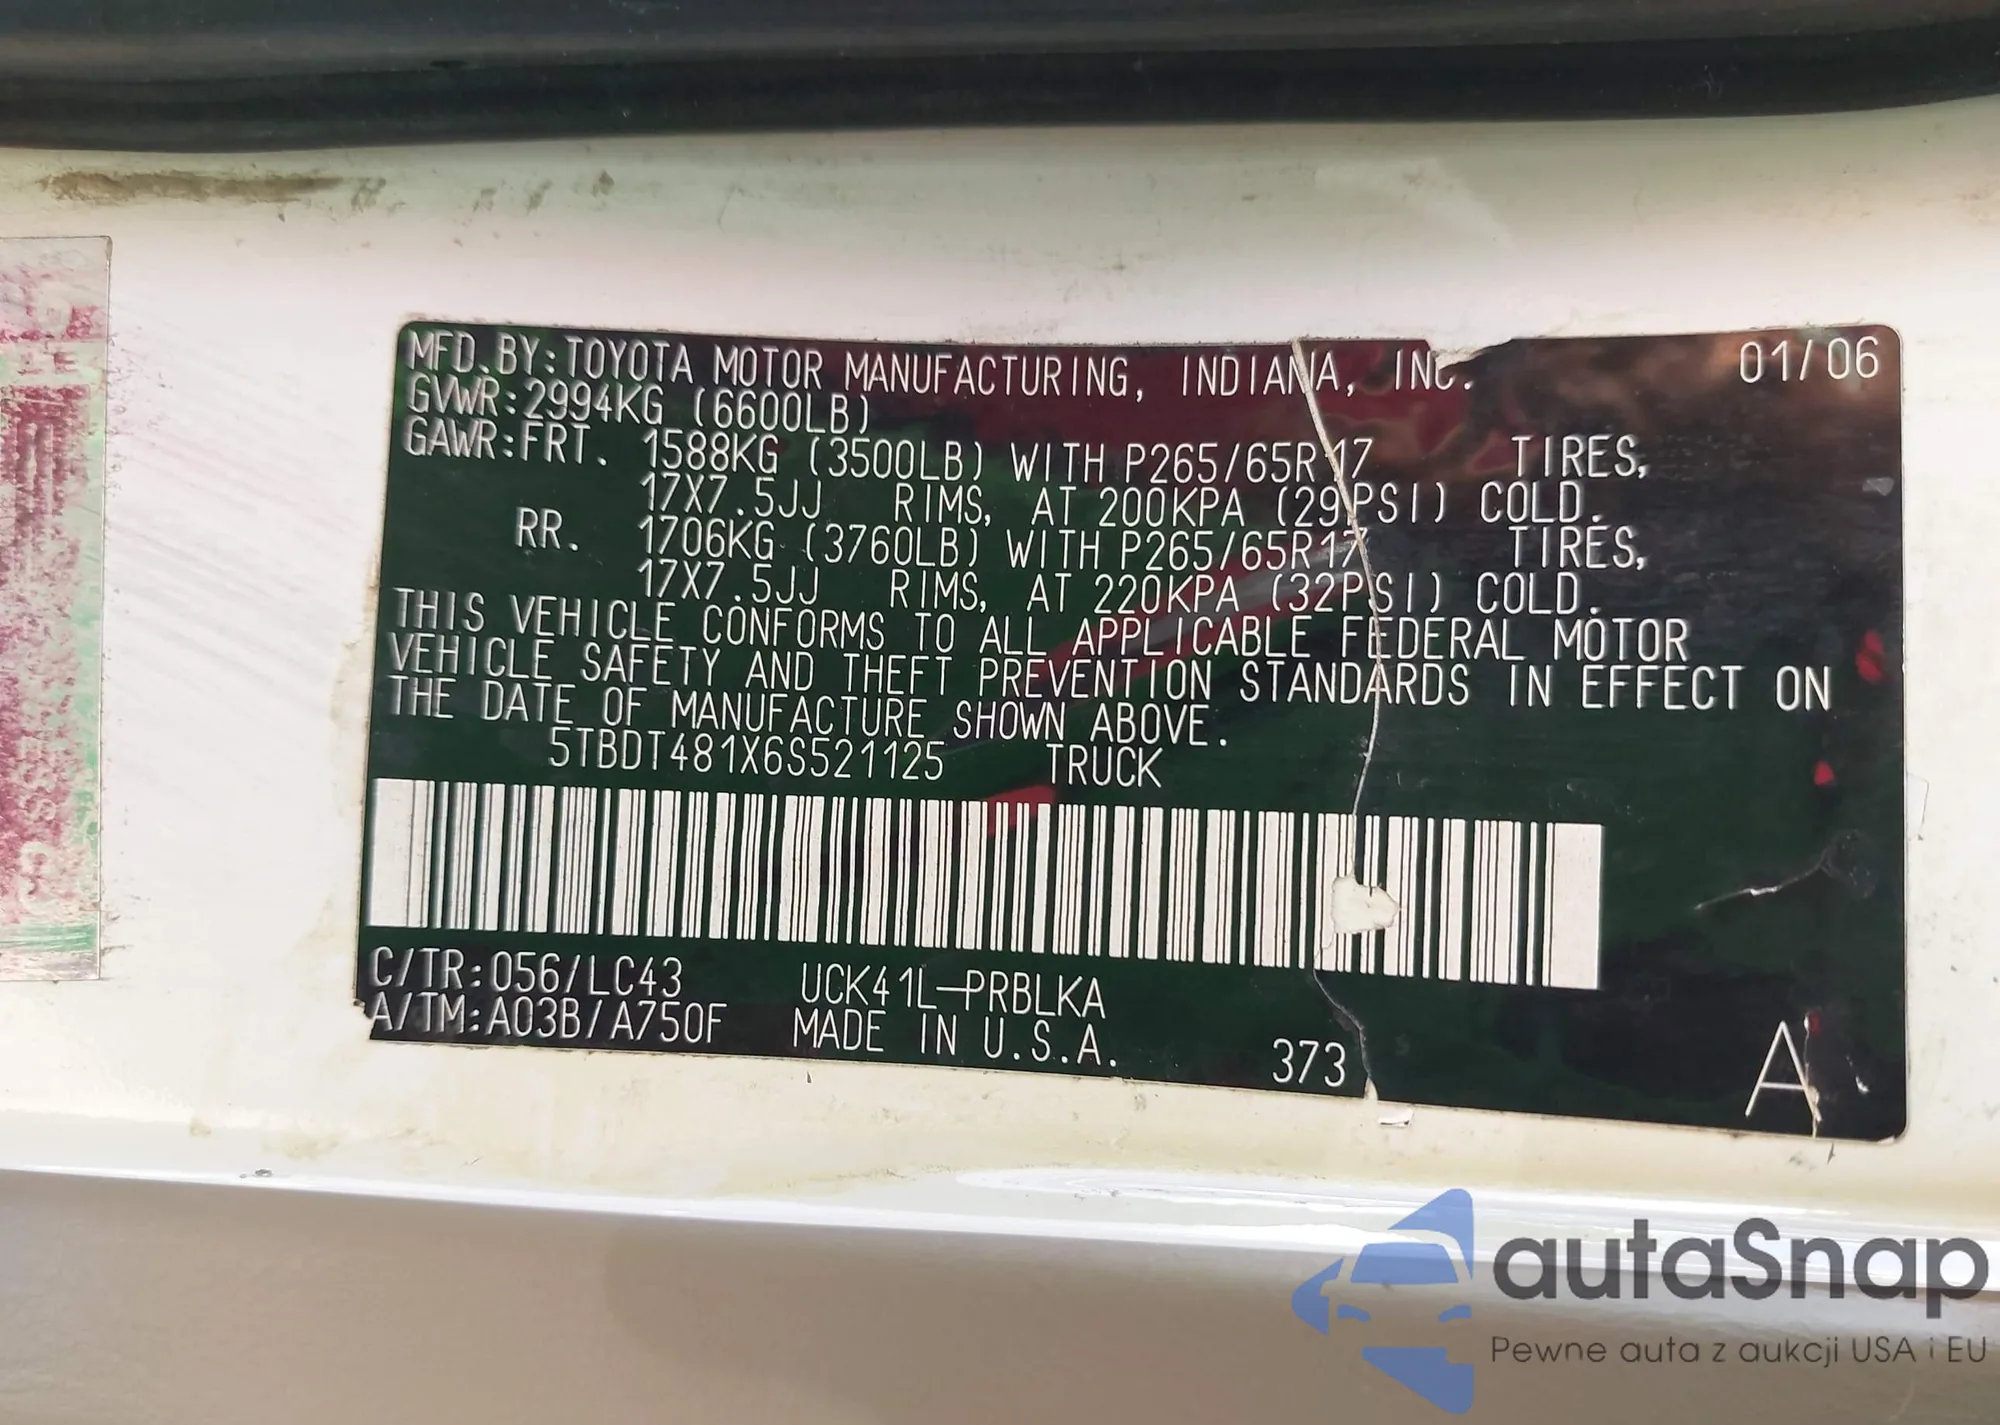 MFD.BY:TOYOTA MOTOR MANUFACTURING, INDIANA, INC. 01/06
GVWR:2994KG (6600LB)
GAWR:FRT. 1588KG (3500LB) WITH P265/65R17 TIRES,
17X7.5JJ RIMS, AT 200KPA (29PSI) COLD.
RR. 1706KG (3760LB) WITH P265/65R17 TIRES,
17X7.5JJ RIMS, AT 220KPA (32PSI) COLD.
THIS VEHICLE CONFORMS TO ALL APPLICABLE FEDERAL MOTOR
VEHICLE SAFETY AND THEFT PREVENTION STANDARDS IN EFFECT ON
THE DATE OF MANUFACTURE SHOWN ABOVE.
5TBDT481X6S521125 TRUCK
C/TR:056/LC43 UCK41L-PRBLKA
A/TM:A03B/A750F MADE IN U.S.A. 373 A
autaSnap
Pewne auta z aukcji USA i EU